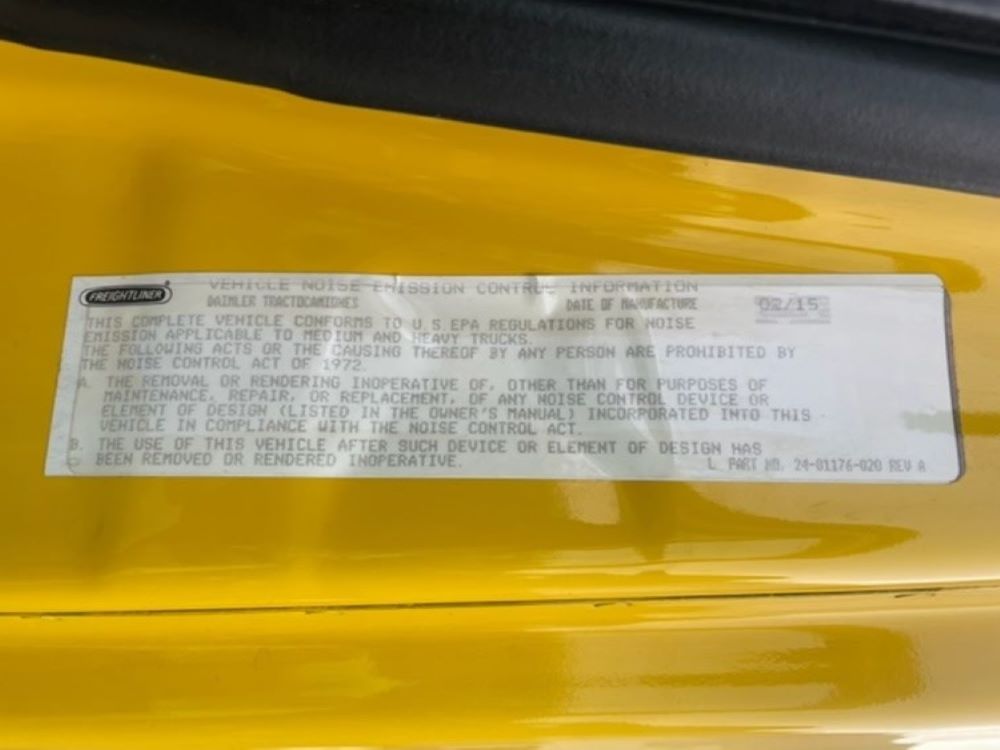 FREIGHTLINER
VEHICLE NOISE EMISSION CONTROL INFORMATION
DAIMLER TRACTOCAMIONES DATE OF MANUFACTURE 02/15
THIS COMPLETE VEHICLE CONFORMS TO U.S.EPA REGULATIONS FOR NOISE
EMISSION APPLICABLE TO MEDIUM AND HEAVY TRUCKS.
THE FOLLOWING ACTS OR THE CAUSING THEREOF BY ANY PERSON ARE PROHIBITED BY
THE NOISE CONTROL ACT OF 1972.
A. THE REMOVAL OR RENDERING INOPERATIVE OF, OTHER THAN FOR PURPOSES OF
MAINTENANCE, REPAIR, OR REPLACEMENT, OF ANY NOISE CONTROL DEVICE OR
ELEMENT OF DESIGN (LISTED IN THE OWNER'S MANUAL) INCORPORATED INTO THIS
VEHICLE IN COMPLIANCE WITH THE NOISE CONTROL ACT.
B. THE USE OF THIS VEHICLE AFTER SUCH DEVICE OR ELEMENT OF DESIGN HAS
BEEN REMOVED OR RENDERED INOPERATIVE.
L PART NO. 24-01176-020 REV A